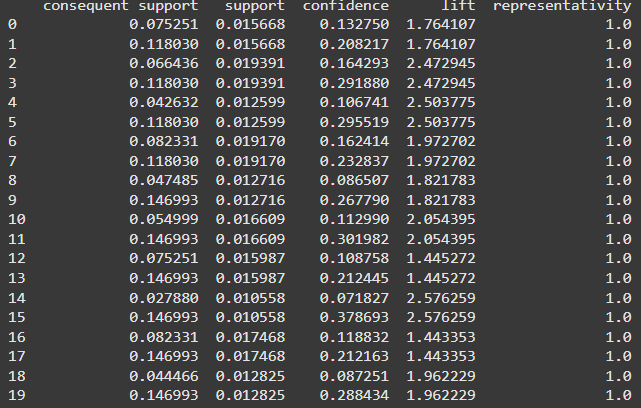 consequent support support confidence lift representativity
0 0.075251 0.015668 0.132750 1.764107 1.0
1 0.118030 0.015668 0.208217 1.764107 1.0
2 0.066436 0.019391 0.164293 2.472945 1.0
3 0.118030 0.019391 0.291880 2.472945 1.0
4 0.042632 0.012599 0.106741 2.503775 1.0
5 0.118030 0.012599 0.295519 2.503775 1.0
6 0.082331 0.019170 0.162414 1.972702 1.0
7 0.118030 0.019170 0.232837 1.972702 1.0
8 0.047485 0.012716 0.086507 1.821783 1.0
9 0.146993 0.012716 0.267790 1.821783 1.0
10 0.054999 0.016609 0.112990 2.054395 1.0
11 0.146993 0.016609 0.301982 2.054395 1.0
12 0.075251 0.015987 0.108758 1.445272 1.0
13 0.146993 0.015987 0.212445 1.445272 1.0
14 0.027880 0.010558 0.071827 2.576259 1.0
15 0.146993 0.010558 0.378693 2.576259 1.0
16 0.082331 0.017468 0.118832 1.443353 1.0
17 0.146993 0.017468 0.212163 1.443353 1.0
18 0.044466 0.012825 0.087251 1.962229 1.0
19 0.146993 0.012825 0.288434 1.962229 1.0